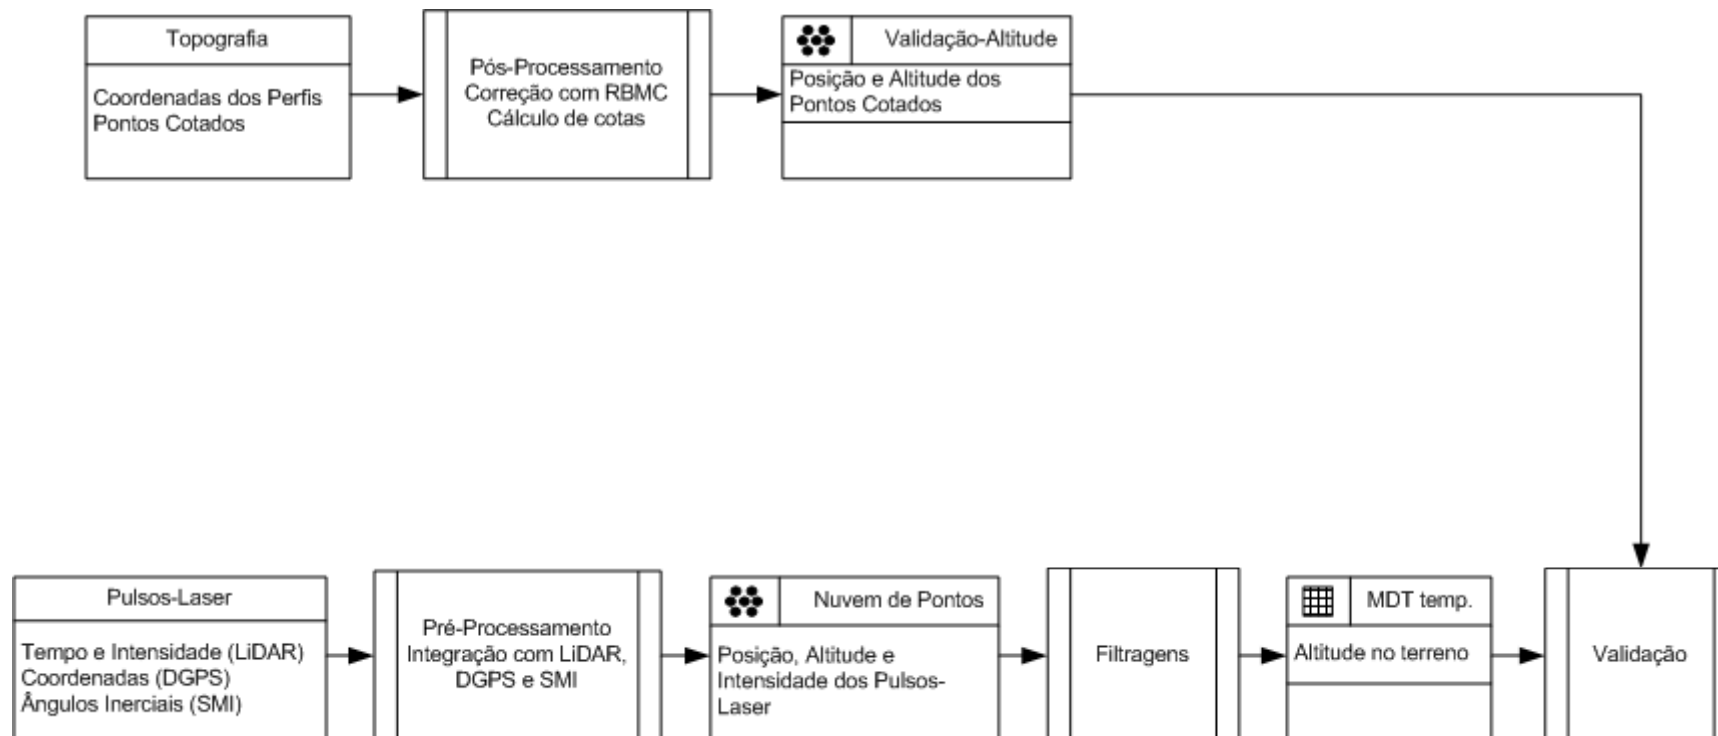 Topografia
Coordenadas dos Perfis
Pontos Cotados
Pós-Processamento
Correção com RBMC
Cálculo de cotas
Validação-Altitude
Posição e Altitude dos
Pontos Cotados
Pulsos-Laser
Tempo e Intensidade (LiDAR)
Coordenadas (DGPS)
Ângulos Inerciais (SMI)
Pré-Processamento
Integração com LiDAR,
DGPS e SMI
Nuvem de Pontos
Posição, Altitude e
Intensidade dos Pulsos-
Laser
Filtragens
MDT temp.
Altitude no terreno
Validação